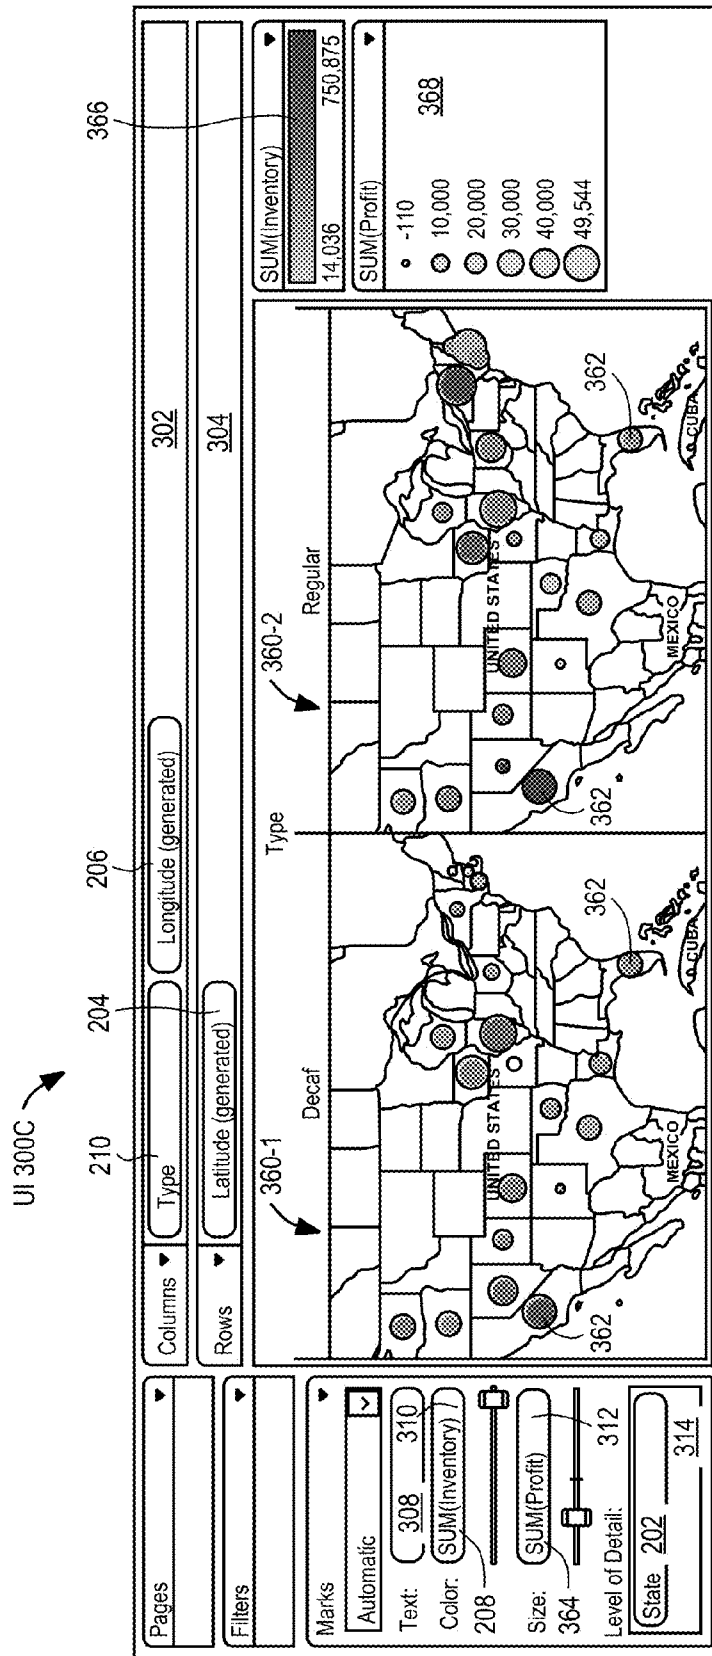 UI 300C
210
204
206
366
Pages
Filters
Marks
Automatic
Text:
308
310
Color:
SUM(Inventory)
208
Size:
SUM(Profit)
364
312
Level of Detail:
State 202
314
Columns
Type
Longitude (generated)
302
Rows
Latitude (generated)
304
Type
360-1
Decaf
360-2
Regular
UNITED STATES
MEXICO
CUBA
362
362
UNITED STATES
MEXICO
CUBA
362
362
SUM(Inventory)
14,036
750,875
SUM(Profit)
-110
10,000
20,000
30,000
40,000
49,544
368